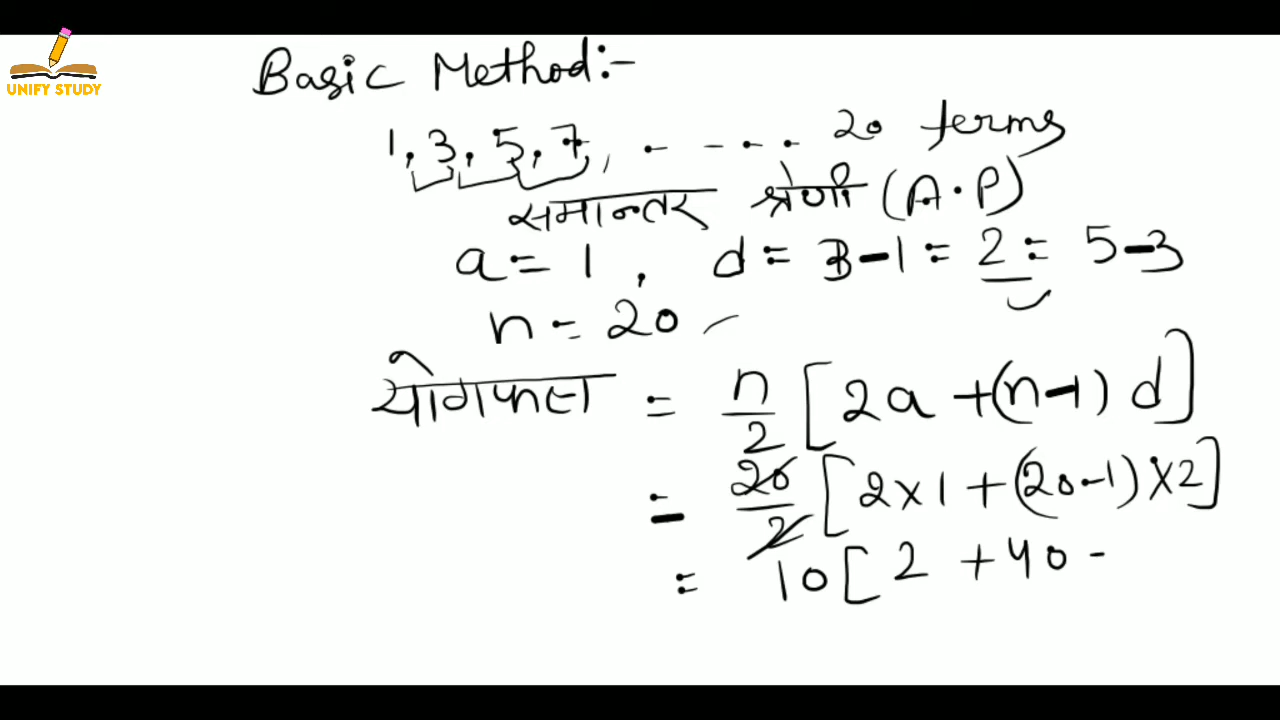 UNIFY STUDY
Basic Method:-
1, 3, 5, 7, . - . . . 20 terms
समान्तर श्रेणी (A.P)
a = 1, d = 3-1 = 2 = 5-3
n = 20
योगफल = n/2 [2a + (n-1) d]
= 20/2 [2×1 + (20-1)×2]
= 10 [2 + 40 -